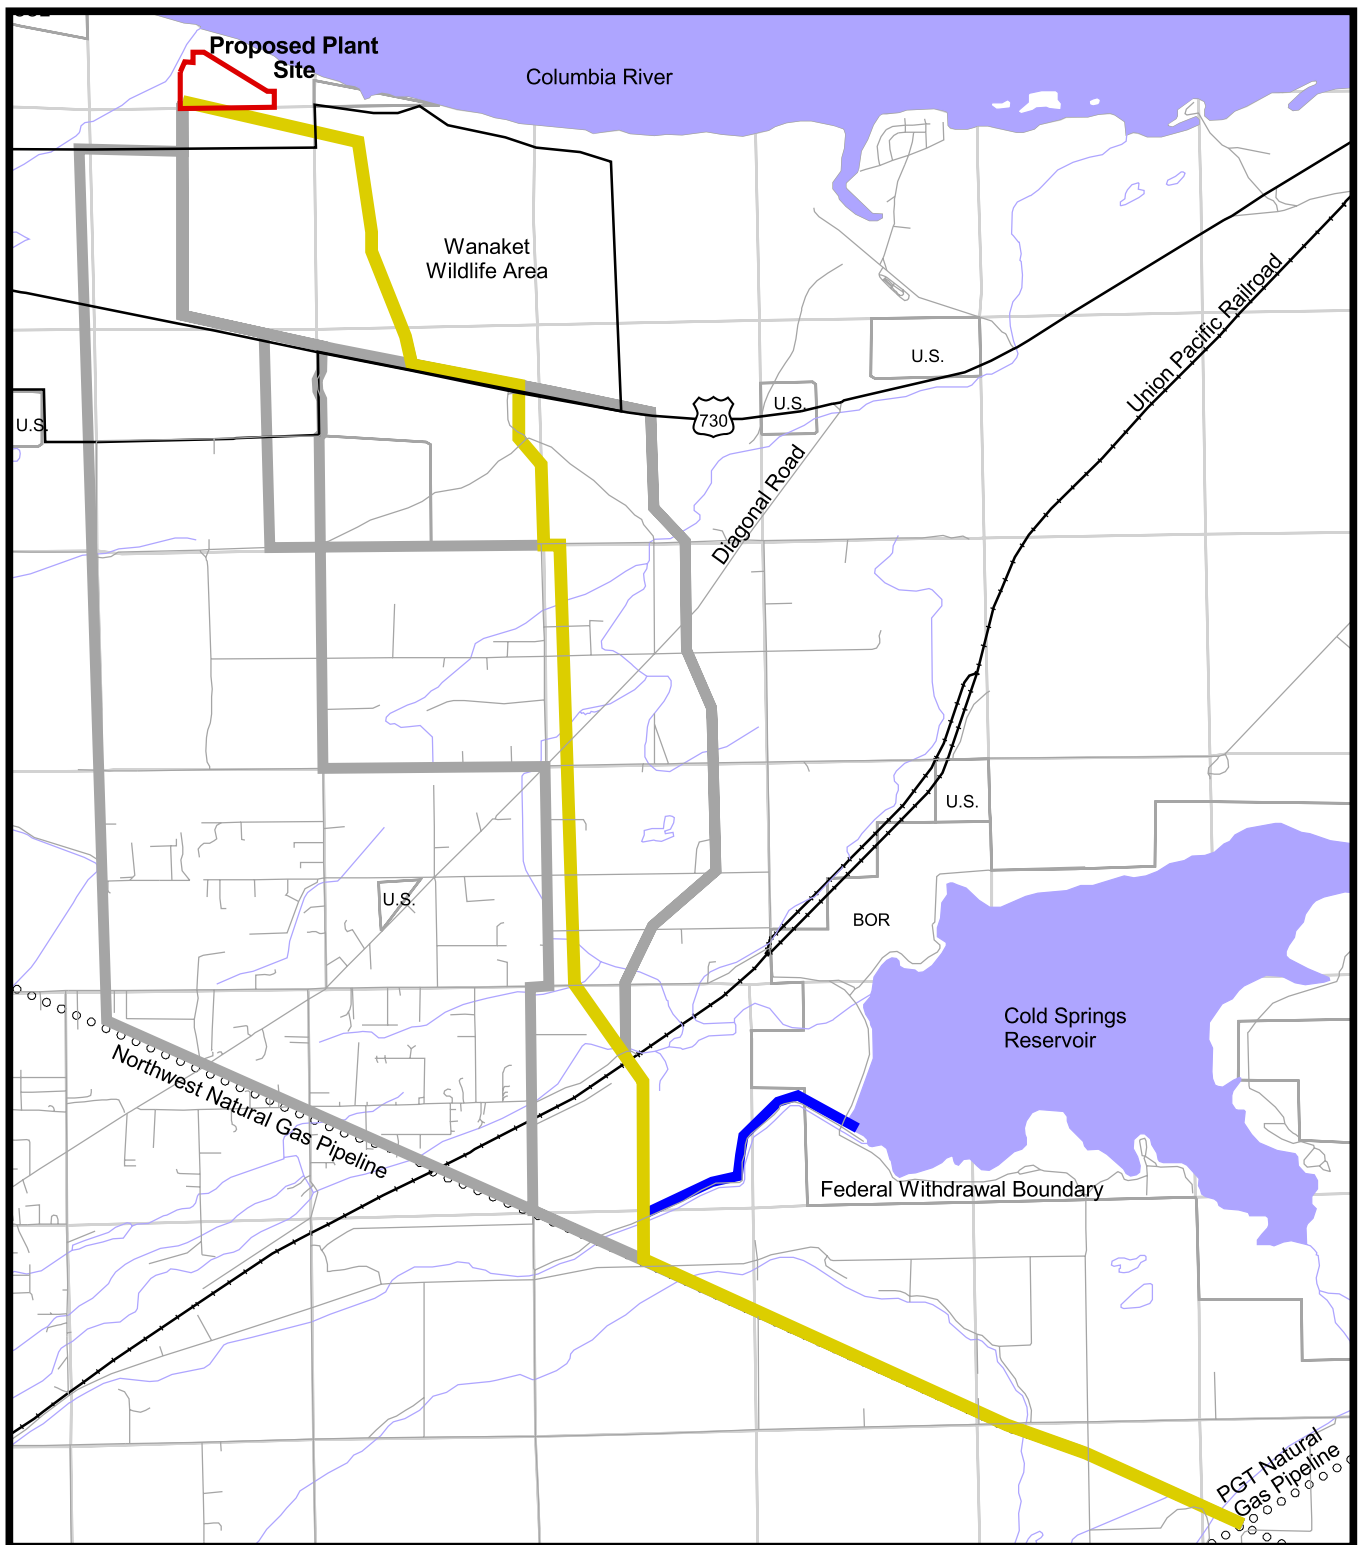 Proposed Plant
Site
Columbia River
Wanaket
Wildlife Area
Union Pacific Railroad
U.S.
U.S.
730
U.S.
Diagonal Road
U.S.
U.S.
BOR
Cold Springs
Reservoir
Northwest Natural Gas Pipeline
Federal Withdrawal Boundary
PGT Natural
Gas Pipeline